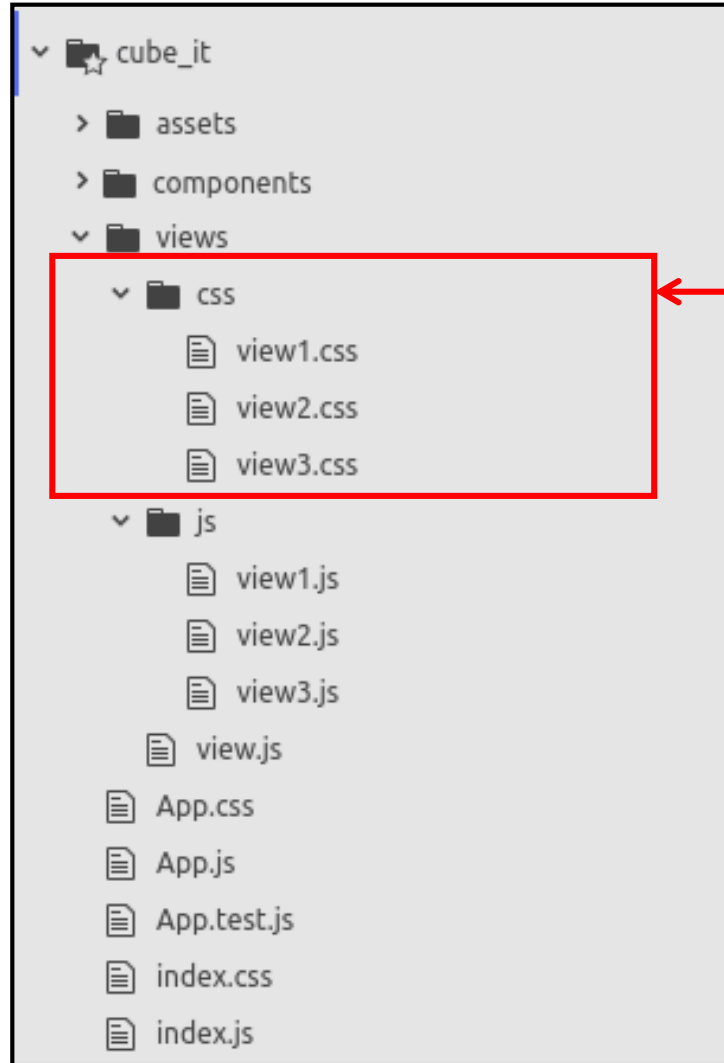 cube_it
assets
components
views
css
view1.css
view2.css
view3.css
js
view1.js
view2.js
view3.js
view.js
App.css
App.js
App.test.js
index.css
index.js